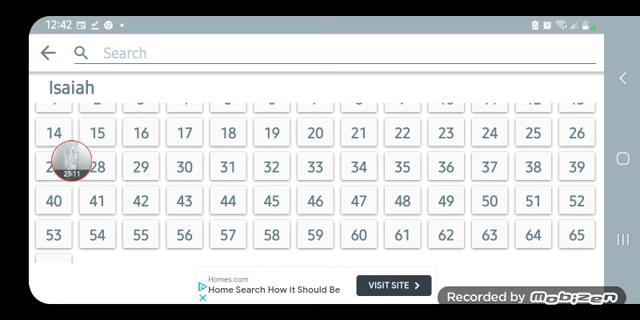 12:42
Search
Isaiah
14 15 16 17 18 19 20 21 22 23 24 25 26
28 29 30 31 32 33 34 35 36 37 38 39
23:11
40 41 42 43 44 45 46 47 48 49 50 51 52
53 54 55 56 57 58 59 60 61 62 63 64 65
Homes.com
Home Search How it Should Be
VISIT SITE
Recorded by Mobizen